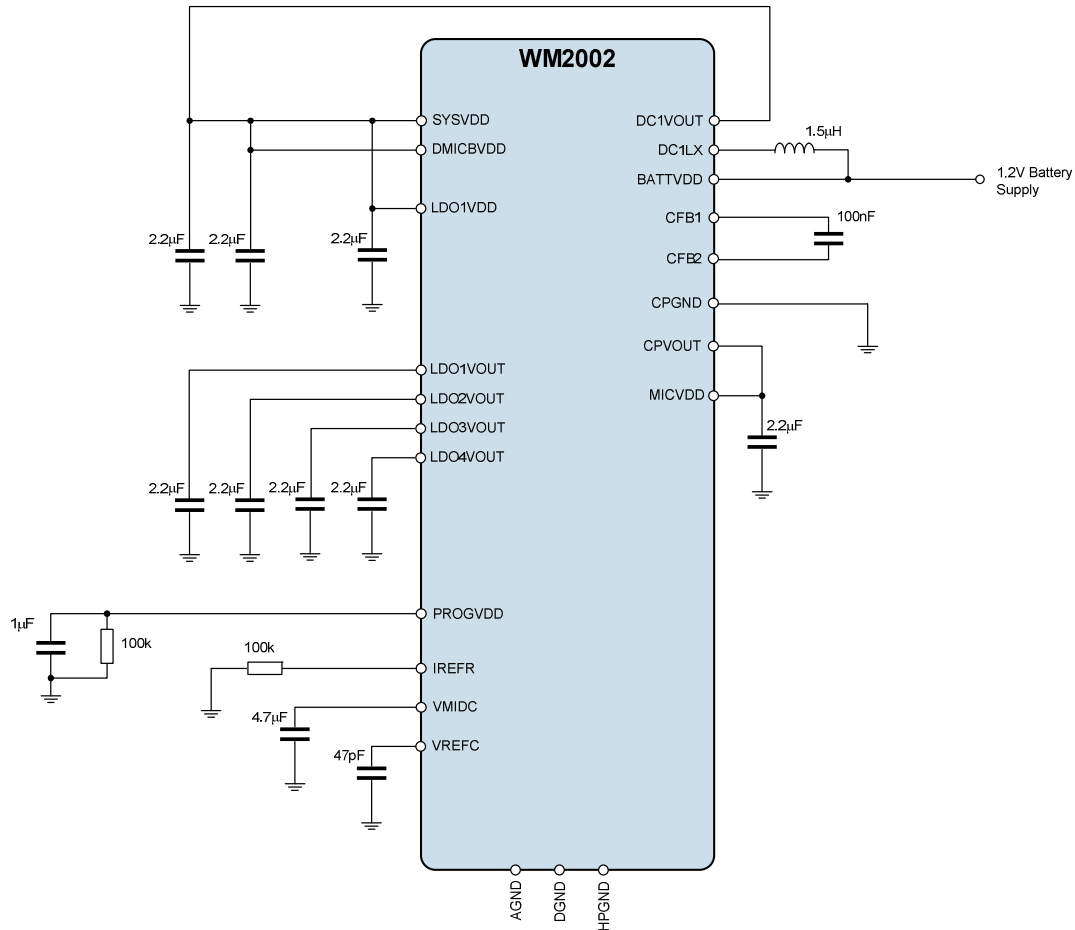 WM2002
SYSVDD
DMICBVDD
LDO1VDD
2.2µF
2.2µF
2.2µF
LDO1VOUT
LDO2VOUT
LDO3VOUT
LDO4VOUT
2.2µF
2.2µF
2.2µF
2.2µF
PROGVDD
1µF
100k
100k
IREFR
4.7µF
VMIDC
47pF
VREFC
DC1VOUT
1.5µH
DC1LX
BATTVDD
1.2V Battery
Supply
CFB1
100nF
CFB2
CPGND
CPVOUT
MICVDD
2.2µF
AGND
DGND
HPGND